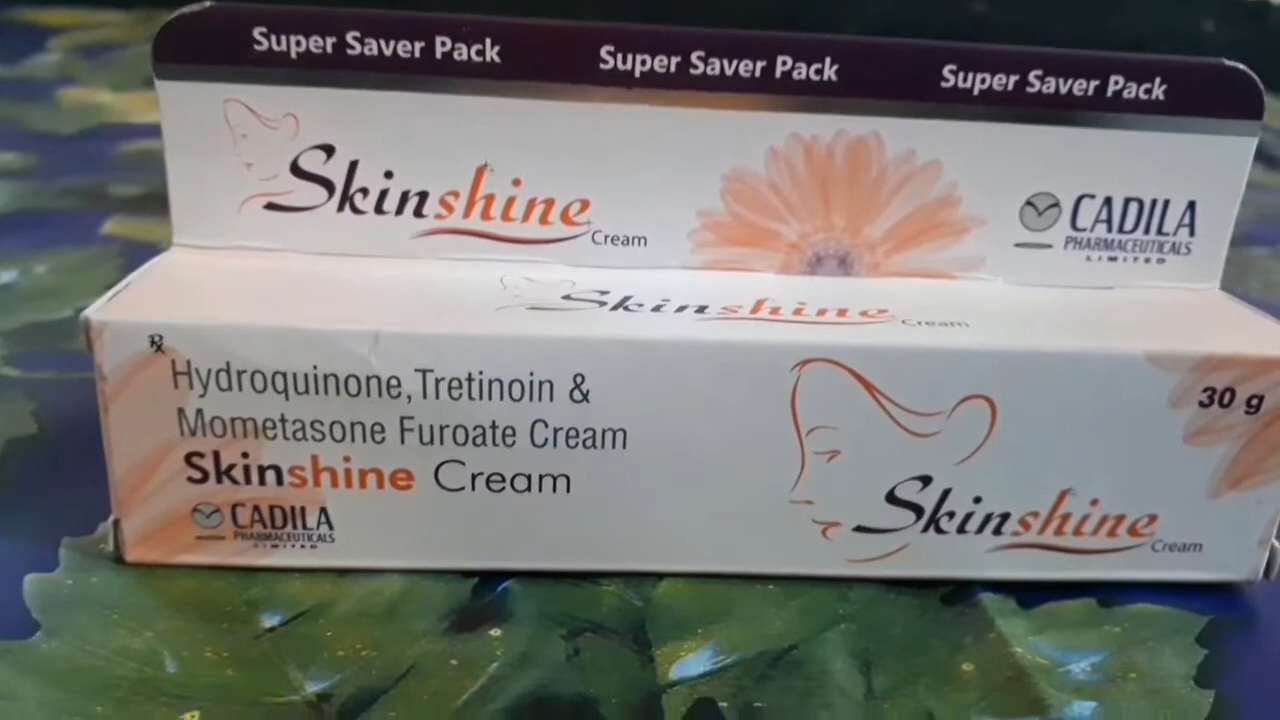 Super Saver Pack Super Saver Pack Super Saver Pack
Skinshine
Cream
CADILA
PHARMACEUTICALS
LIMITED
Skinshine
Cream
Rx
Hydroquinone,Tretinoin &
Mometasone Furoate Cream
Skinshine Cream
CADILA
PHARMACEUTICALS
LIMITED
30 g
Skinshine
Cream